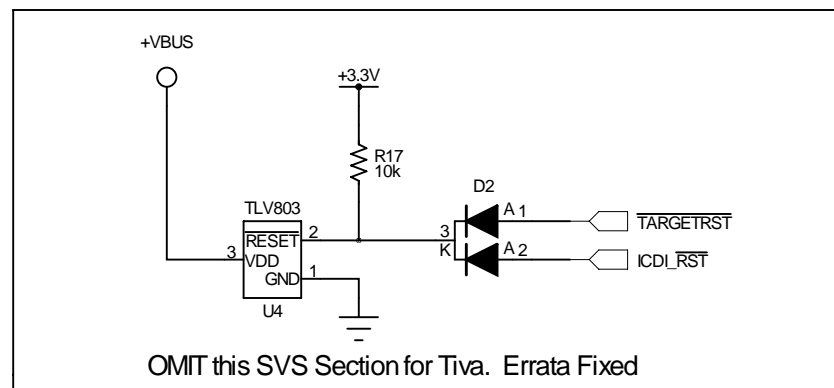 +VBUS
+3.3V
R17
10k
D2
TLV803
RESET
2
3
VDD
GND
1
U4
3
K
A 1
A 2
TARGETRST
ICDI_RST
OMIT this SVS Section for Tiva. Errata Fixed